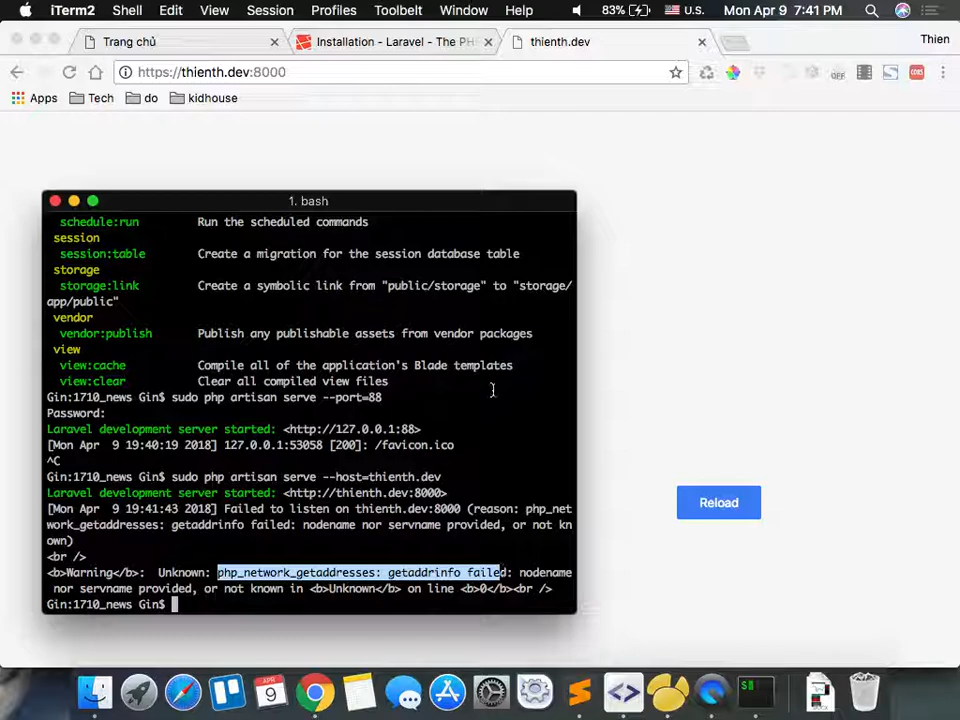 iTerm2 Shell Edit View Session Profiles Toolbelt Window Help 83% U.S. Mon Apr 9 7:41 PM
Trang chủ Installation - Laravel - The PH thienth.dev Thien
https://thienth.dev:8000 OFF CORS
Apps Tech do kidhouse
1. bash
schedule:run Run the scheduled commands
session
session:table Create a migration for the session database table
storage
storage:link Create a symbolic link from "public/storage" to "storage/
app/public"
vendor
vendor:publish Publish any publishable assets from vendor packages
view
view:cache Compile all of the application's Blade templates
view:clear Clear all compiled view files
Gin:1710_news Gin$ sudo php artisan serve --port=88
Password:
Laravel development server started: <http://127.0.0.1:88>
[Mon Apr  9 19:40:19 2018] 127.0.0.1:53058 [200]: /favicon.ico
^C
Gin:1710_news Gin$ sudo php artisan serve --host=thienth.dev
Laravel development server started: <http://thienth.dev:8000>
[Mon Apr  9 19:41:43 2018] Failed to listen on thienth.dev:8000 (reason: php_net
work_getaddresses: getaddrinfo failed: nodename nor servname provided, or not kn
own)
<br />
<b>Warning</b>:  Unknown: php_network_getaddresses: getaddrinfo failed: nodename
nor servname provided, or not known in <b>Unknown</b> on line <b>0</b><br />
Gin:1710_news Gin$
Reload
9